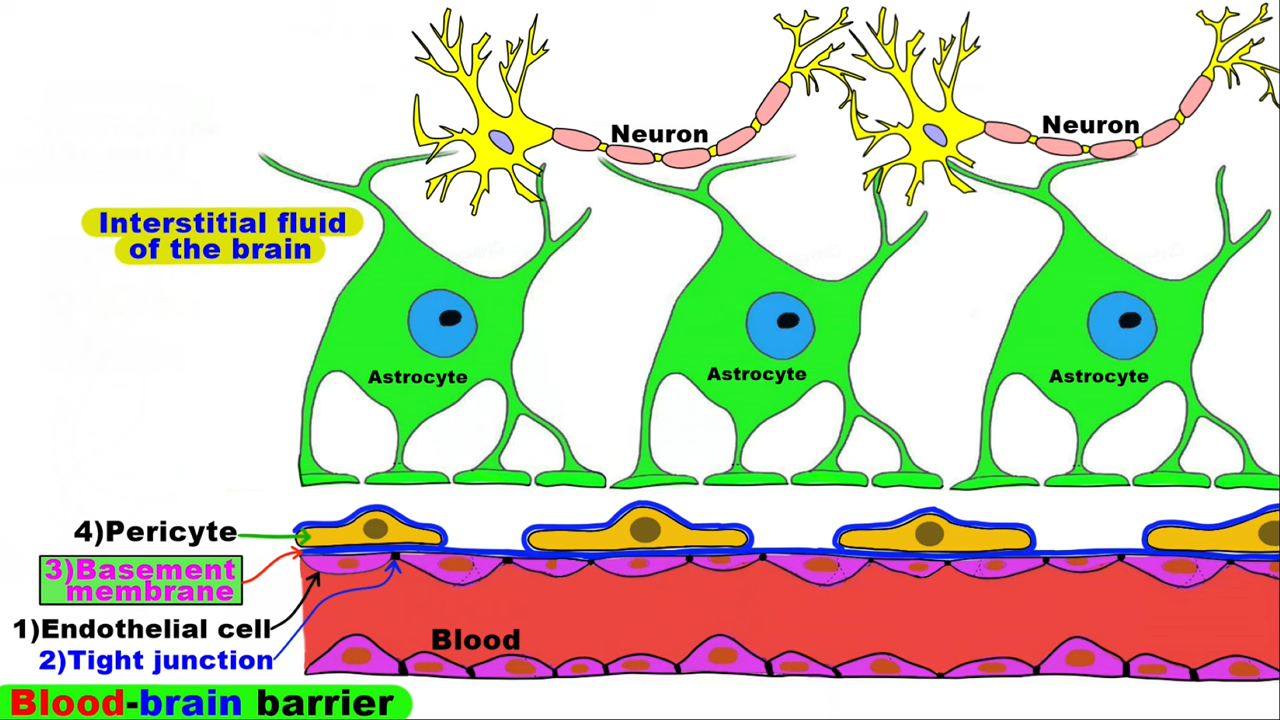 Neuron
Neuron
Interstitial fluid
of the brain
Astrocyte
Astrocyte
Astrocyte
4)Pericyte
3)Basement
membrane
1)Endothelial cell
2)Tight junction
Blood
Blood-brain barrier